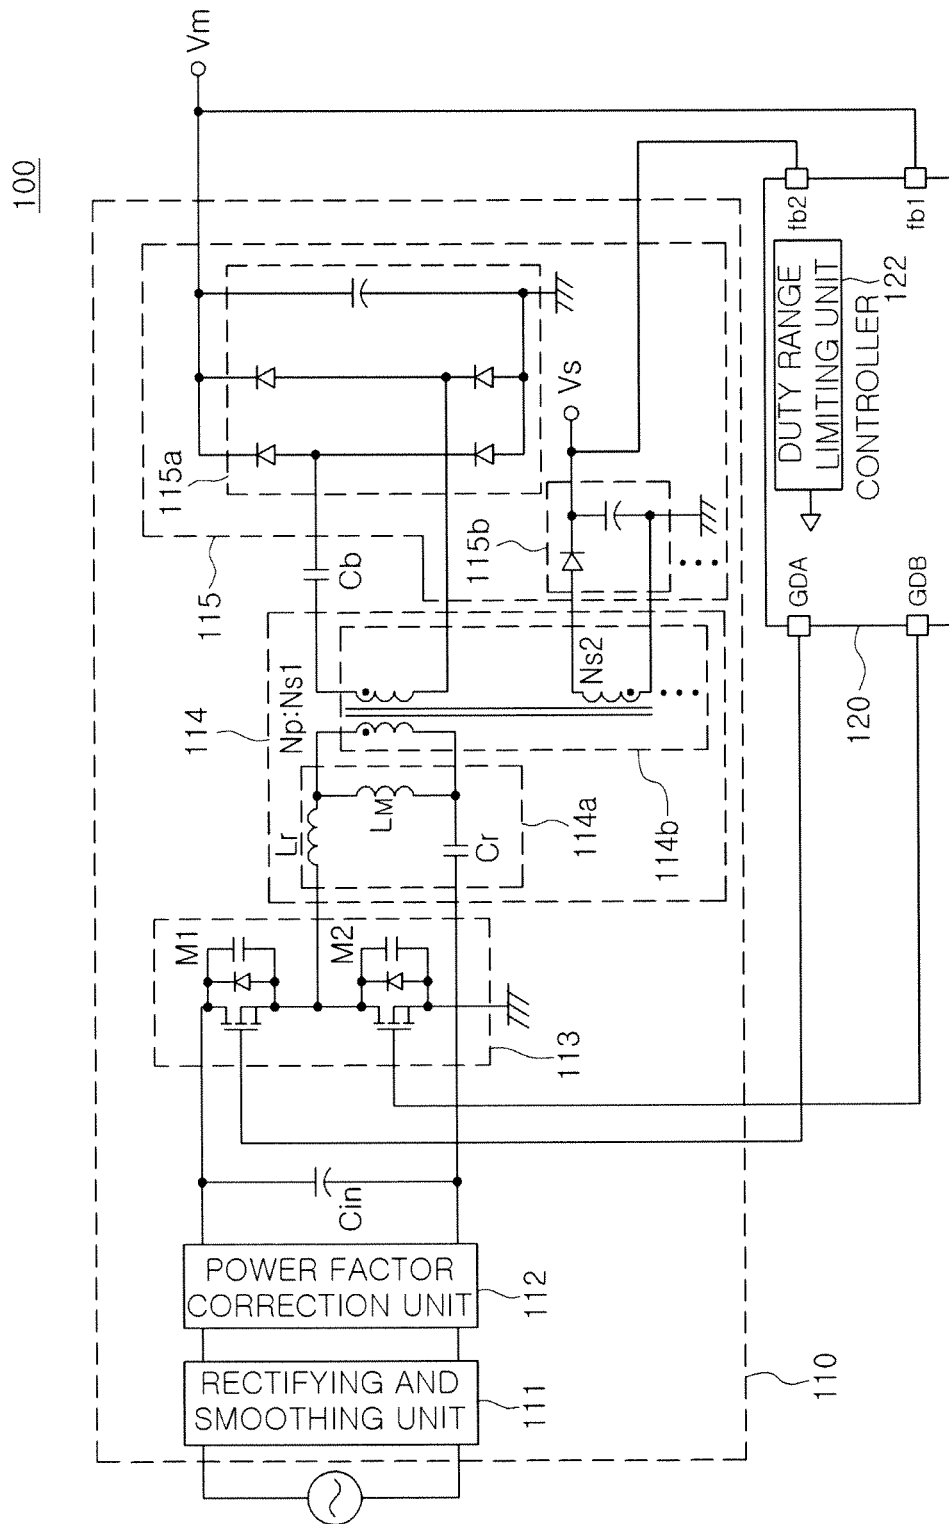 100
Vm
115
115a
Cb
Vs
115b
114
Np:Ns1
Ns2
Lr
LM
Cr
114a
114b
M1
M2
113
Cin
POWER FACTOR
CORRECTION UNIT
112
RECTIFYING AND
SMOOTHING UNIT
111
110
fb2
fb1
DUTY RANGE
LIMITING UNIT
122
CONTROLLER
GDA
GDB
120